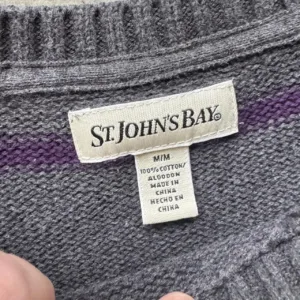 ST. JOHN'S BAY®
M/M
100% COTTON/
ALGODON
MADE IN
CHINA
HECHO EN
CHINA